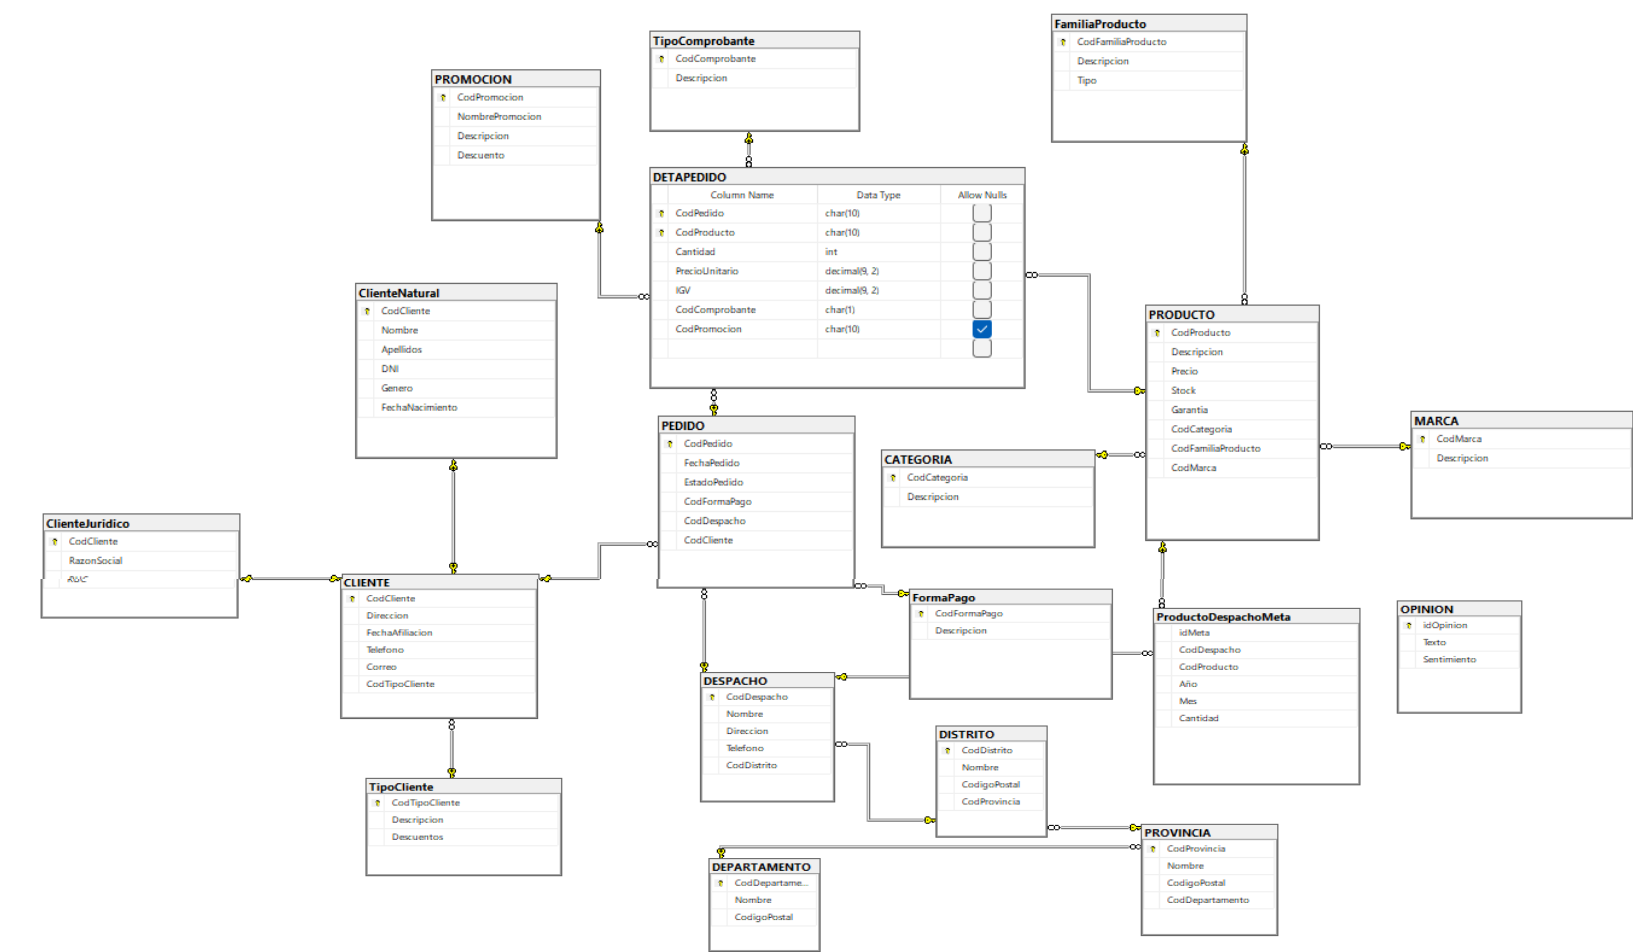 FamiliaProducto
CodFamiliaProducto
Descripcion
Tipo
TipoComprobante
CodComprobante
Descripcion
PROMOCION
CodPromocion
NombrePromocion
Descripcion
Descuento
DETAPEDIDO
Column Name Data Type Allow Nulls
CodPedido char(10)
CodProducto char(10)
Cantidad int
PrecioUnitario decimal(9, 2)
IGV decimal(9, 2)
CodComprobante char(1)
CodPromocion char(10)
ClienteNatural
CodCliente
Nombre
Apellidos
DNI
Genero
FechaNacimiento
PRODUCTO
CodProducto
Descripcion
Precio
Stock
Garantia
CodCategoria
CodFamiliaProducto
CodMarca
MARCA
CodMarca
Descripcion
PEDIDO
CodPedido
FechaPedido
EstadoPedido
CodFormaPago
CodDespacho
CodCliente
CATEGORIA
CodCategoria
Descripcion
ClienteJuridico
CodCliente
RazonSocial
CLIENTE
CodCliente
Direccion
FechaAfiliacion
Telefono
Correo
CodTipoCliente
FormaPago
CodFormaPago
Descripcion
ProductoDespachoMeta
idMeta
CodDespacho
CodProducto
Año
Mes
Cantidad
OPINION
idOpinion
Texto
Sentimiento
DESPACHO
CodDespacho
Nombre
Direccion
Telefono
CodDistrito
DISTRITO
CodDistrito
Nombre
CodigoPostal
CodProvincia
TipoCliente
CodTipoCliente
Descripcion
Descuentos
PROVINCIA
CodProvincia
Nombre
CodigoPostal
CodDepartamento
DEPARTAMENTO
CodDepartame...
Nombre
CodigoPostal